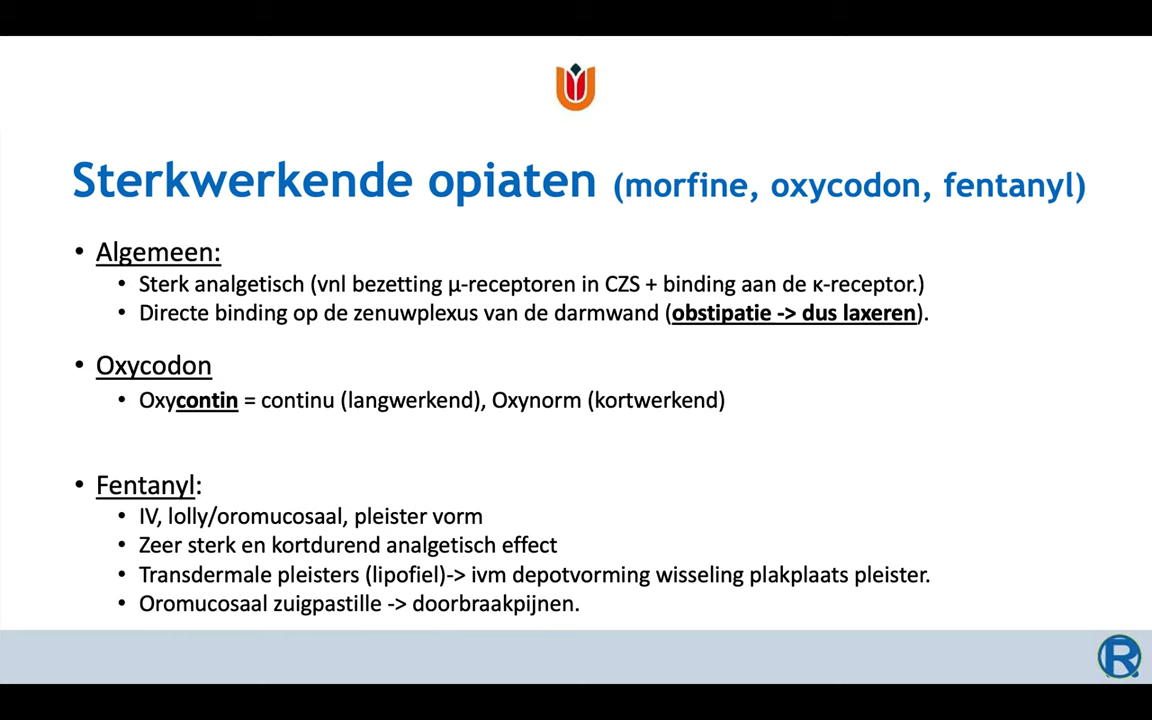 Sterkwerkende opiaten (morfine, oxycodon, fentanyl)
• Algemeen:
• Sterk analgetisch (vnl bezetting µ-receptoren in CZS + binding aan de κ-receptor.)
• Directe binding op de zenuwplexus van de darmwand (obstipatie -> dus laxeren).
• Oxycodon
• Oxycontin = continu (langwerkend), Oxynorm (kortwerkend)
• Fentanyl:
• IV, lolly/oromucosaal, pleister vorm
• Zeer sterk en kortdurend analgetisch effect
• Transdermale pleisters (lipofiel)-> ivm depotvorming wisseling plakplaats pleister.
• Oromucosaal zuigpastille -> doorbraakpijnen.
R